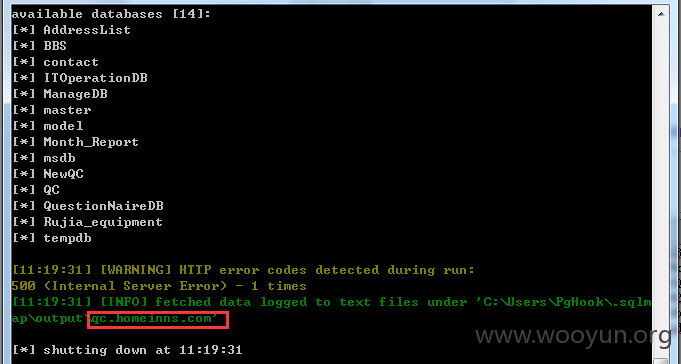 available databases [14]:
[*] AddressList
[*] BBS
[*] contact
[*] ITOperationDB
[*] ManageDB
[*] master
[*] model
[*] Month_Report
[*] msdb
[*] NewQC
[*] QC
[*] QuestionNaireDB
[*] Rujia_equipment
[*] tempdb
[11:19:31] [WARNING] HTTP error codes detected during run:
500 (Internal Server Error) - 1 times
[11:19:31] [INFO] fetched data logged to text files under 'C:\Users\PgHook\.sqlm
ap\output\qc.homeinns.com'
[*] shutting down at 11:19:31
www.wooyun.org